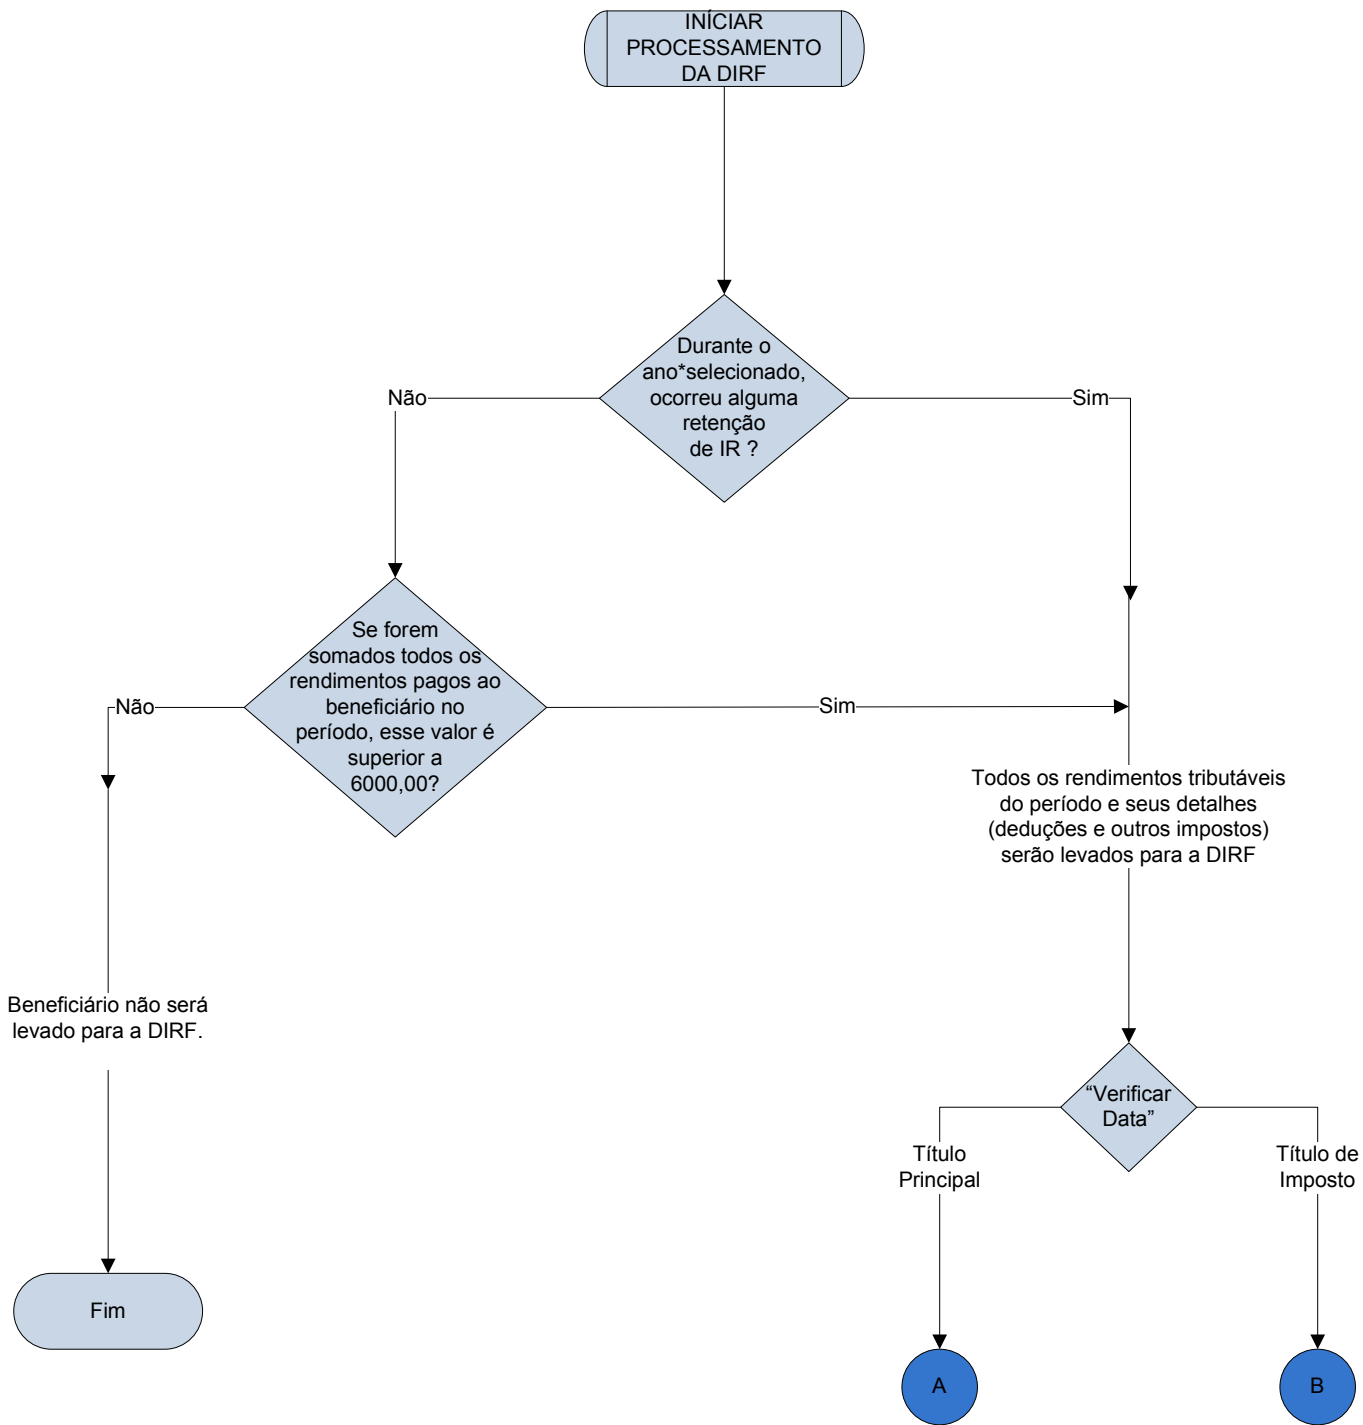 INÍCIAR
PROCESSAMENTO
DA DIRF
Durante o
ano*selecionado,
ocorreu alguma
retenção
de IR ?
Não
Sim
Se forem
somados todos os
rendimentos pagos ao
beneficiário no
período, esse valor é
superior a
6000,00?
Não
Sim
Todos os rendimentos tributáveis
do período e seus detalhes
(deduções e outros impostos)
serão levados para a DIRF
Beneficiário não será
levado para a DIRF.
“Verificar
Data”
Título
Principal
Título de
Imposto
Fim
A
B